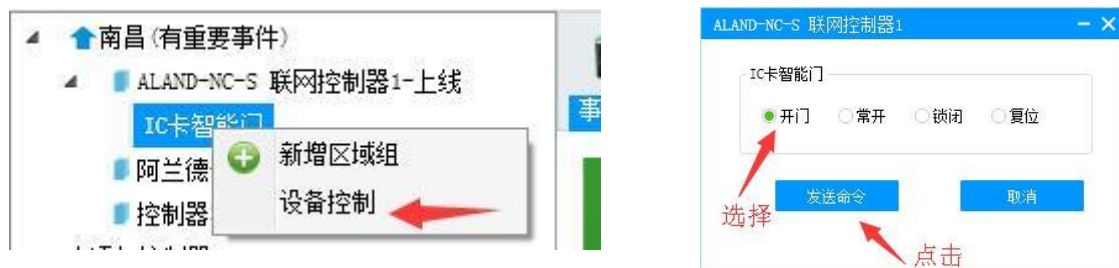 南昌(有重要事件)
ALAND-NC-S 联网控制器1-上线
IC卡智能门
新增区域组
阿兰德
设备控制
控制器
事
ALAND-NC-S 联网控制器1
IC卡智能门
开门 常开 锁闭 复位
发送命令 取消
选择
点击